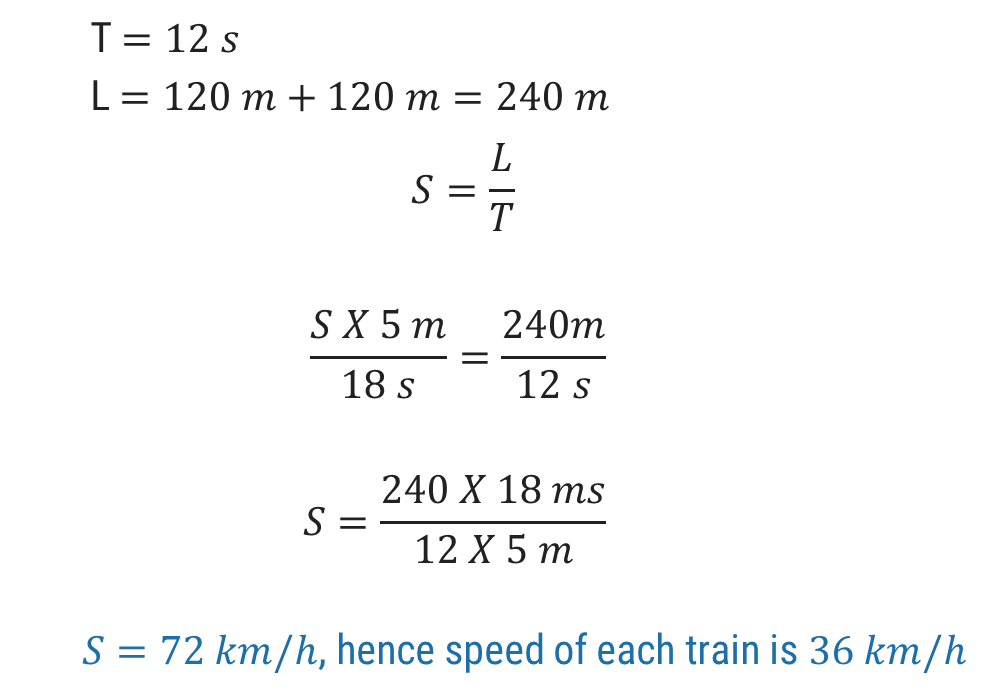 T = 12 s
L = 120 m + 120 m = 240 m
S = L/T
S X 5 m / 18 s = 240m / 12 s
S = 240 X 18 ms / 12 X 5 m
S = 72 km/h, hence speed of each train is 36 km/h